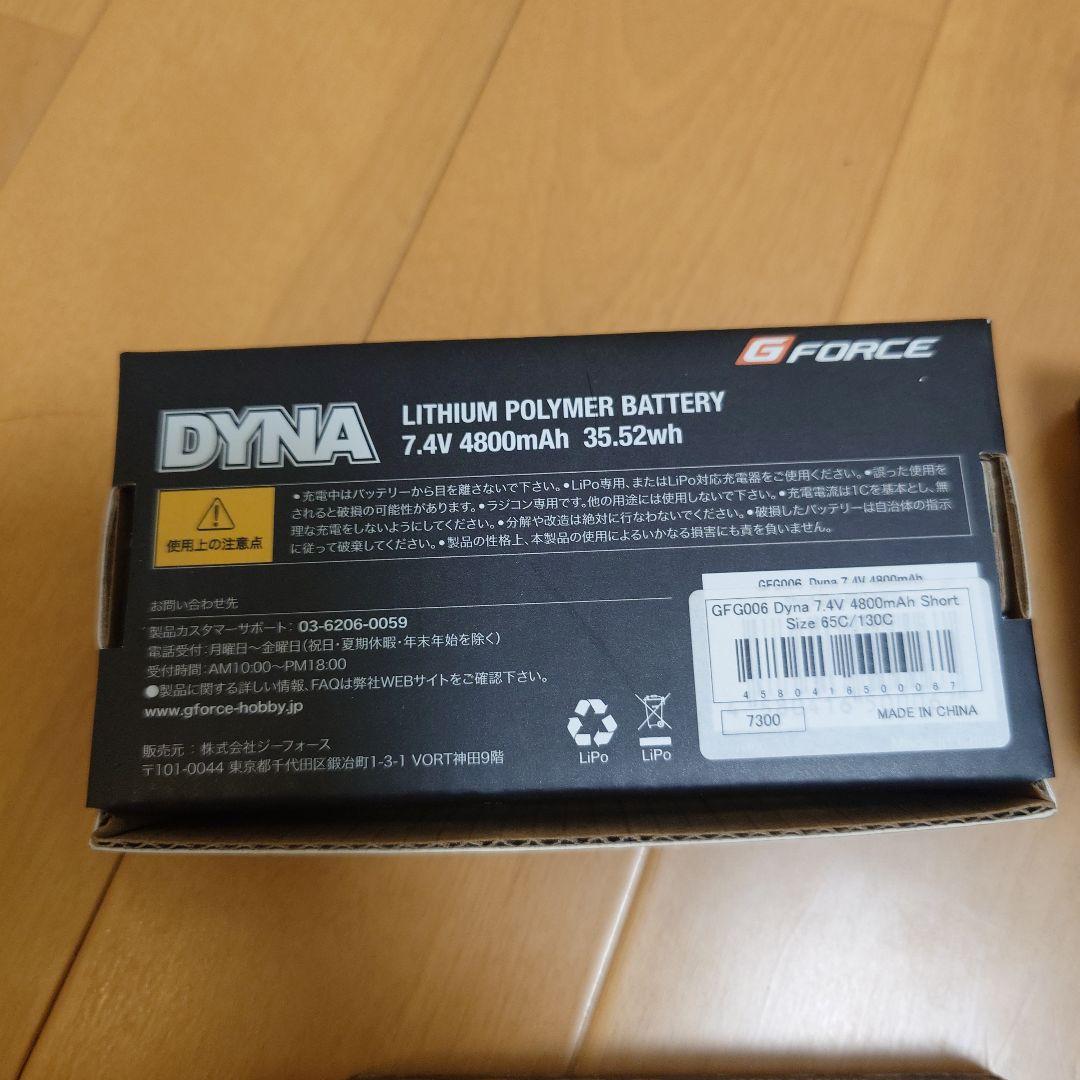 G FORCE
DYNA
LITHIUM POLYMER BATTERY
7.4V 4800mAh 35.52wh
使用上の注意点
•充電中はバッテリーから目を離さないで下さい。•LiPo専用、またはLiPo対応充電器をご使用ください。•誤った使用を
されると破損の可能性があります。•ラジコン専用です。他の用途には使用しないで下さい。•充電電流は1Cを基本とし、無
理な充電をしないようにしてください。•分解や改造は絶対に行なわないでください。•破損したバッテリーは自治体の指示
に従って破棄してください。•製品の性格上、本製品の使用によるいかなる損害にも責を負いません。
お問い合わせ先
製品カスタマーサポート：03-6206-0059
電話受付：月曜日〜金曜日（祝日・夏期休暇・年末年始を除く）
受付時間：AM10:00〜PM18:00
●製品に関する詳しい情報、FAQは弊社WEBサイトをご確認下さい。
www.gforce-hobby.jp
販売元：株式会社ジーフォース
〒101-0044 東京都千代田区鍛冶町1-3-1 VORT神田9階
LiPo
LiPo
GFG006 Dyna 7.4V 4800mAh
GFG006 Dyna 7.4V 4800mAh Short
Size 65C/130C
4580416500067
7300
MADE IN CHINA